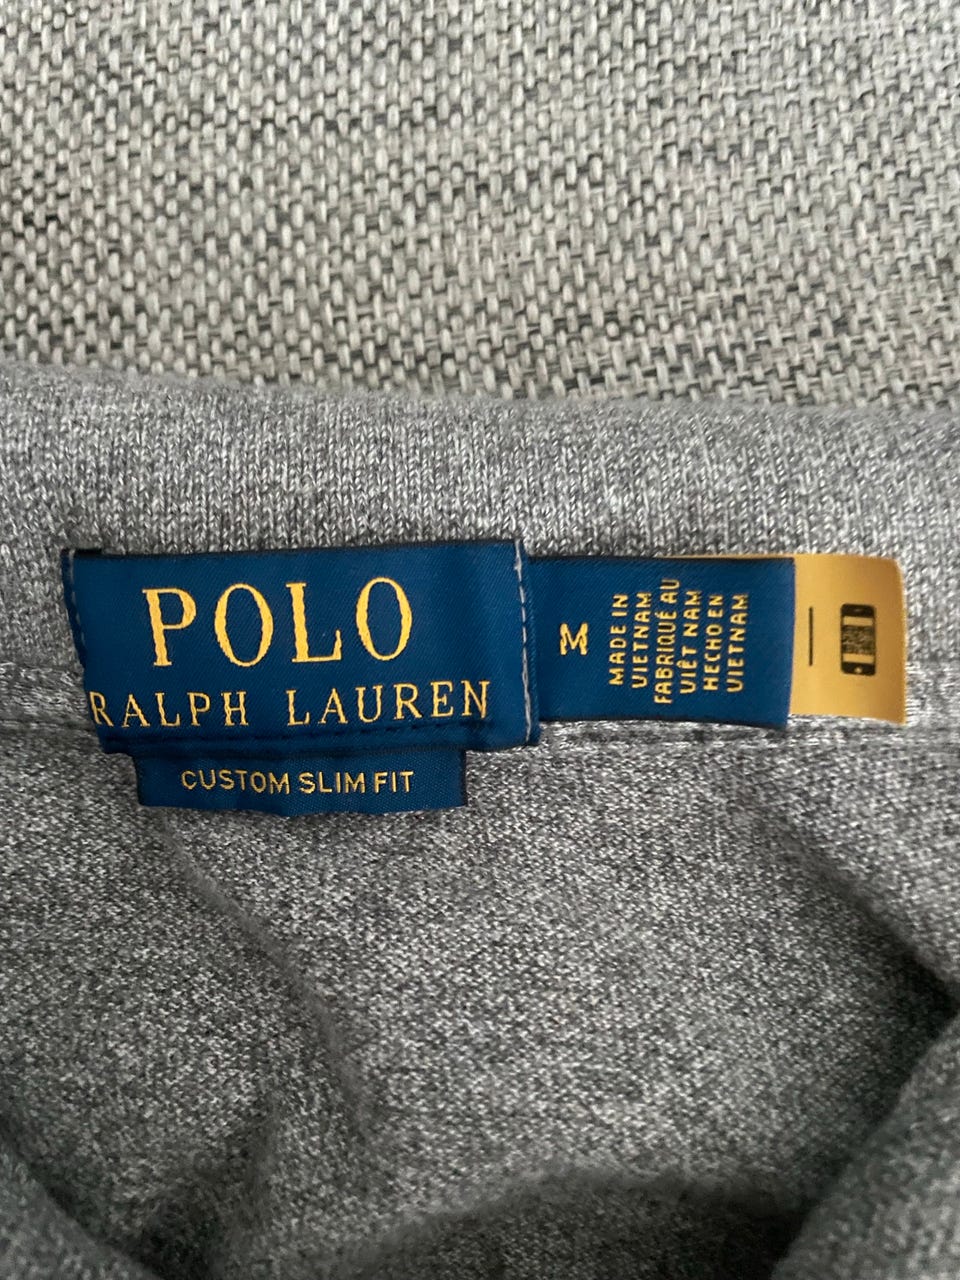 POLO
RALPH LAUREN
CUSTOM SLIM FIT
M
MADE IN
VIETNAM
FABRIQUÉ AU
VIÊT NAM
HECHO EN
VIETNAM